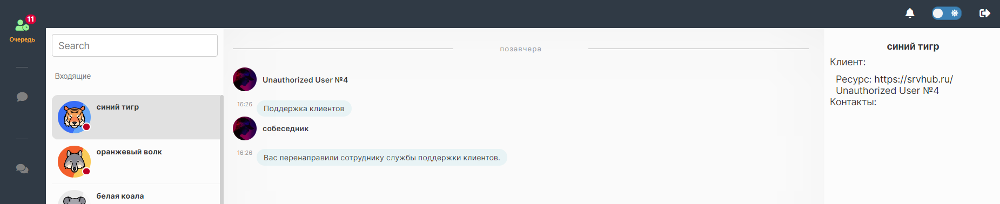 11
Очередь
Search
Входящие
синий тигр
оранжевый волк
белая коала
позавчера
Unauthorized User №4
16:26
Поддержка клиентов
собеседник
16:26
Вас перенаправили сотруднику службы поддержки клиентов.
синий тигр
Клиент:
Ресурс: https://srvhub.ru/
Unauthorized User №4
Контакты: